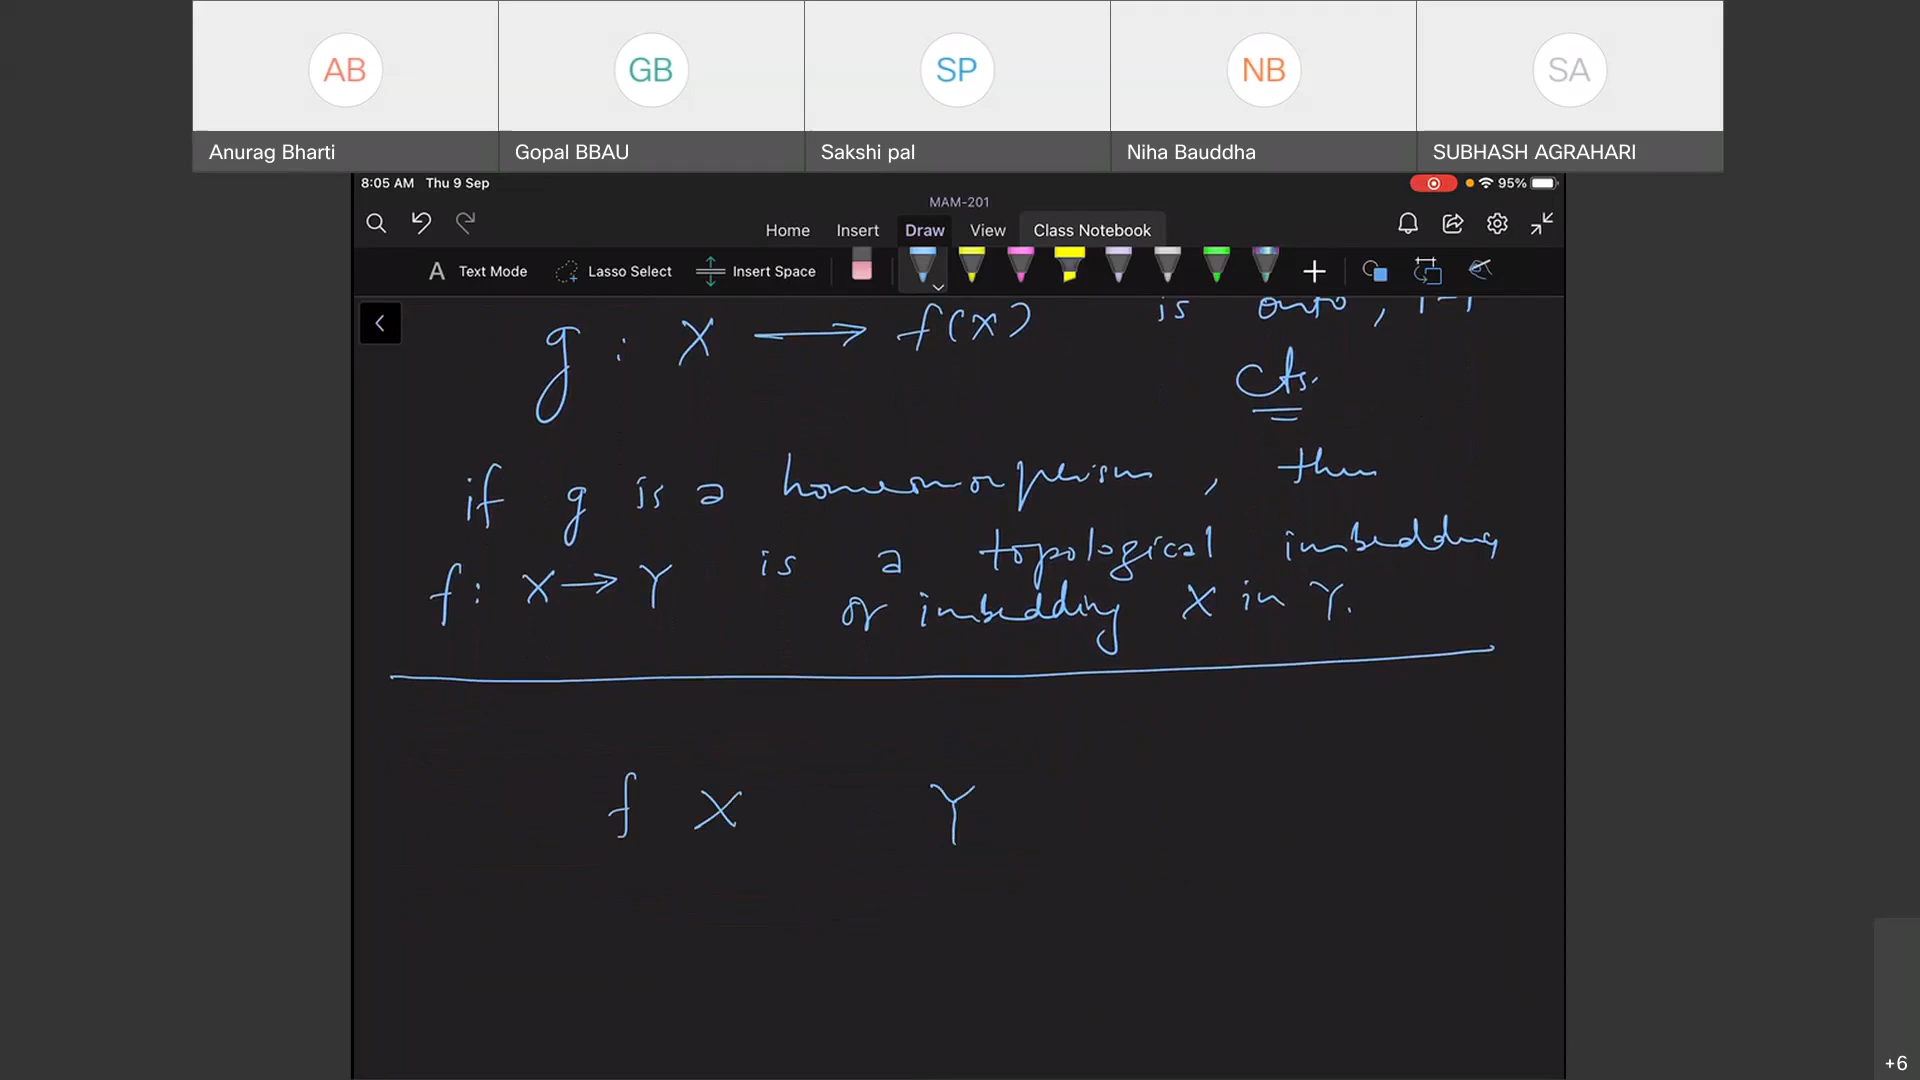 AB GB SP NB SA
Anurag Bharti Gopal BBAU Sakshi pal Niha Bauddha SUBHASH AGRAHARI
8:05 AM Thu 9 Sep 95%
MAM-201
Home Insert Draw View Class Notebook
A Text Mode Lasso Select Insert Space
g : X → f(X) is onto, 1-1
Cts.
if g is a homeomorphism, then
f: X → Y is a topological imbedding
or imbedding X in Y.
f X Y
+6